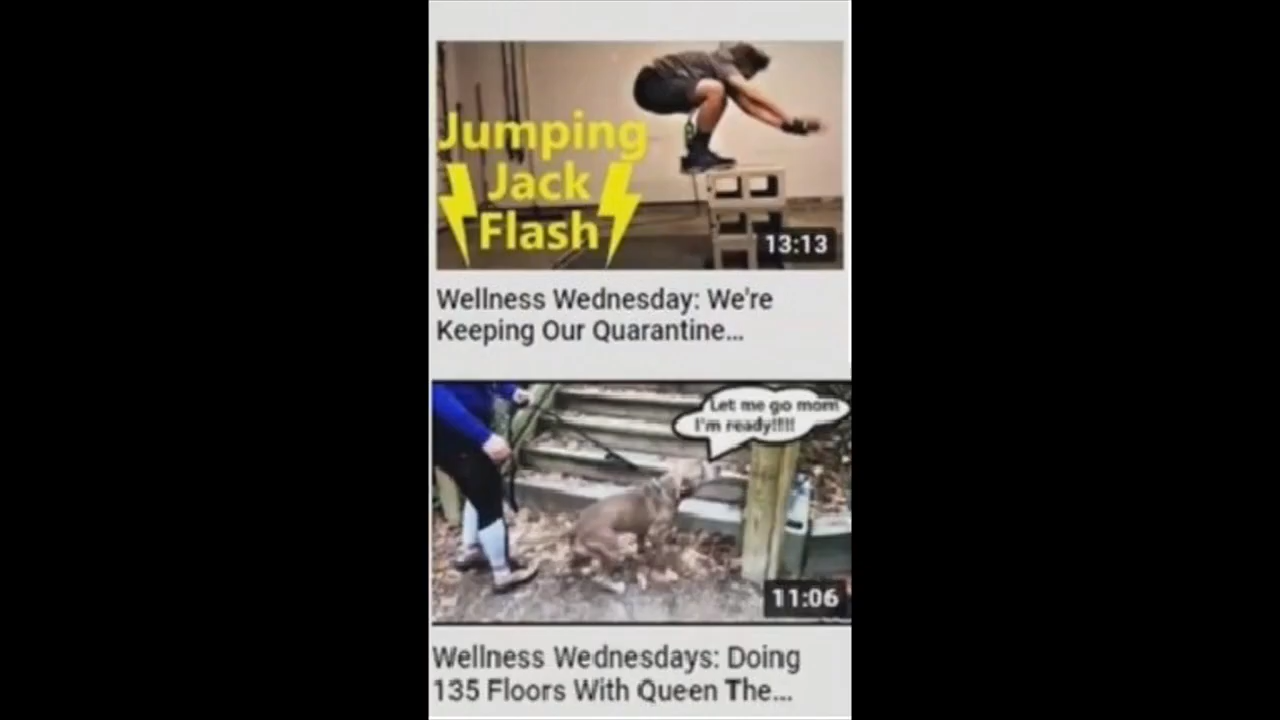 Jumping
Jack
Flash
13:13
Wellness Wednesday: We're
Keeping Our Quarantine...
Let me go mom
I'm ready!!!!
11:06
Wellness Wednesdays: Doing
135 Floors With Queen The...